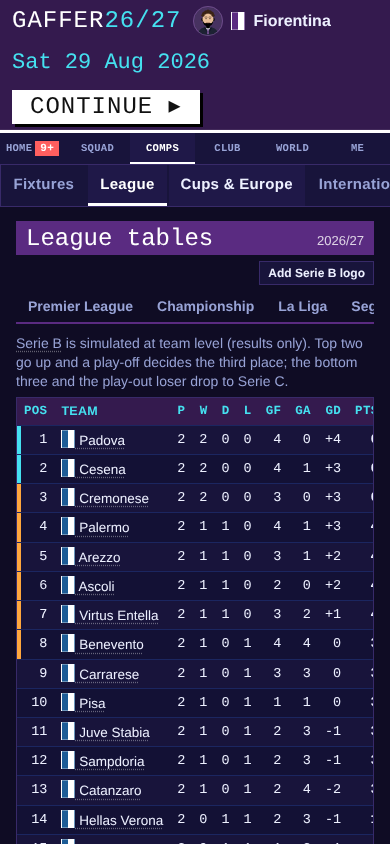 GAFFER26/27 Fiorentina
Sat 29 Aug 2026
CONTINUE ►
HOME 9+ SQUAD COMPS CLUB WORLD ME
Fixtures League Cups & Europe Internatio
League tables 2026/27
Add Serie B logo
Premier League Championship La Liga Seg
Serie B is simulated at team level (results only). Top two
go up and a play-off decides the third place; the bottom
three and the play-out loser drop to Serie C.
POS TEAM P W D L GF GA GD PTS
1 Padova 2 2 0 0 4 0 +4
2 Cesena 2 2 0 0 4 1 +3
3 Cremonese 2 2 0 0 3 0 +3
4 Palermo 2 1 1 0 4 1 +3
5 Arezzo 2 1 1 0 3 1 +2
6 Ascoli 2 1 1 0 2 0 +2
7 Virtus Entella 2 1 1 0 3 2 +1
8 Benevento 2 1 0 1 4 4 0
9 Carrarese 2 1 0 1 3 3 0
10 Pisa 2 1 0 1 1 1 0
11 Juve Stabia 2 1 0 1 2 3 -1
12 Sampdoria 2 1 0 1 2 3 -1
13 Catanzaro 2 1 0 1 2 4 -2
14 Hellas Verona 2 0 1 1 2 3 -1